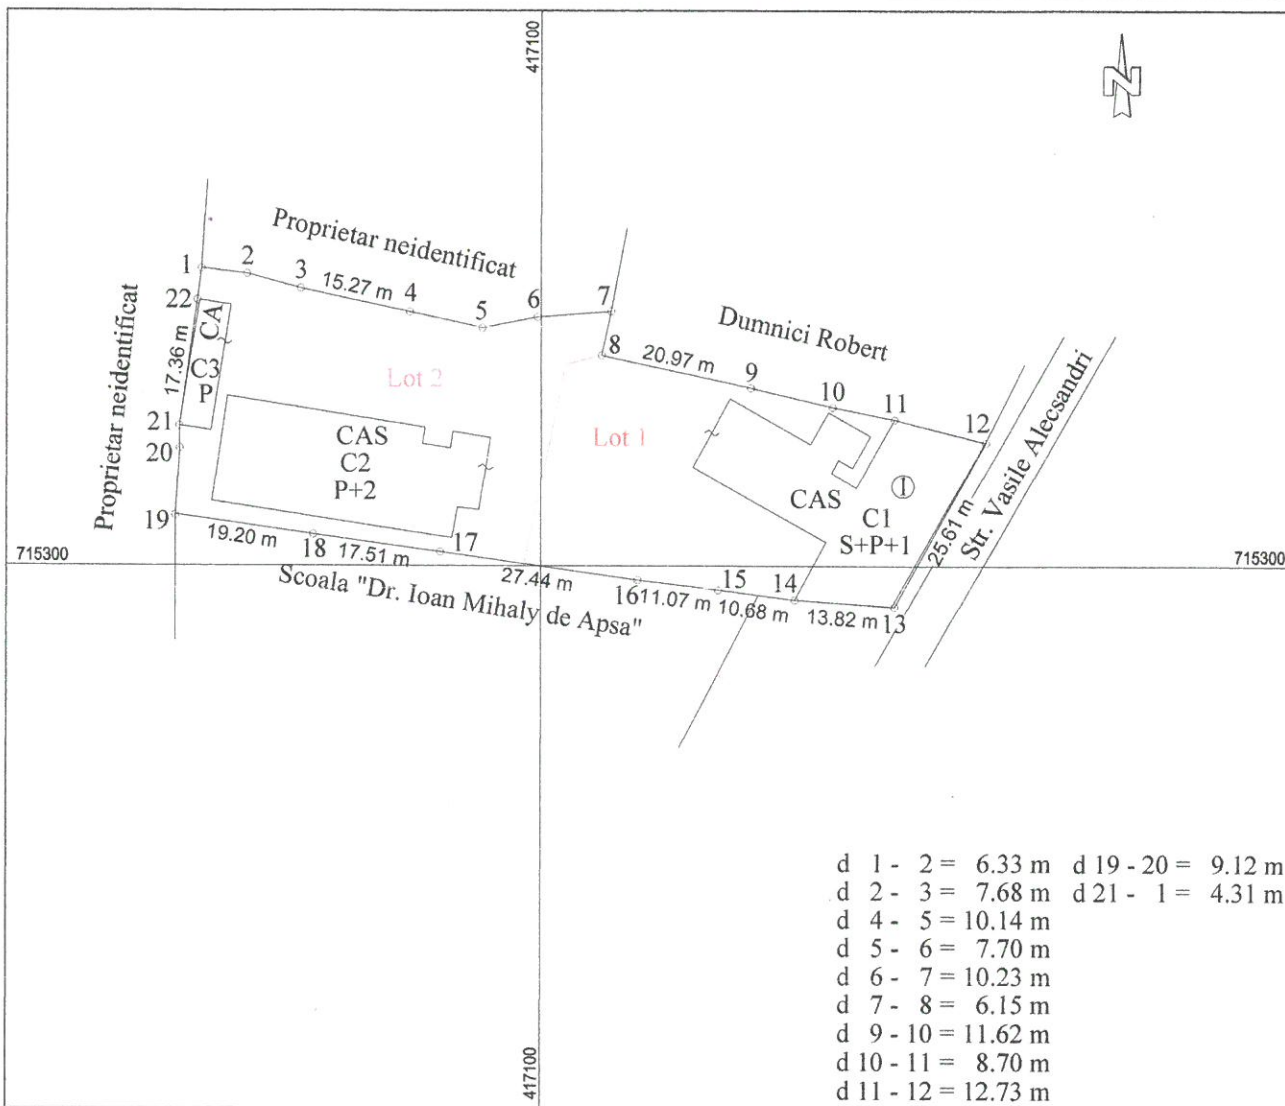 417100
N
Proprietar neidentificat
1
2
3
15.27 m
4
5
6
7
22
CA
C3
P
17.36 m
Proprietar neidentificat
21
20
19
8
20.97 m
Dumnici Robert
9
10
11
12
Lot 2
Lot 1
CAS
C2
P+2
CAS
1
C1
S+P+1
25.61 m
Str. Vasile Alecsandri
715300
19.20 m
18
17.51 m
17
27.44 m
16
11.07 m
15
10.68 m
14
13.82 m
13
715300
Scoala "Dr. Ioan Mihaly de Apsa"
417100
d 1 - 2 = 6.33 m d 19 - 20 = 9.12 m
d 2 - 3 = 7.68 m d 21 - 1 = 4.31 m
d 4 - 5 = 10.14 m
d 5 - 6 = 7.70 m
d 6 - 7 = 10.23 m
d 7 - 8 = 6.15 m
d 9 - 10 = 11.62 m
d 10 - 11 = 8.70 m
d 11 - 12 = 12.73 m